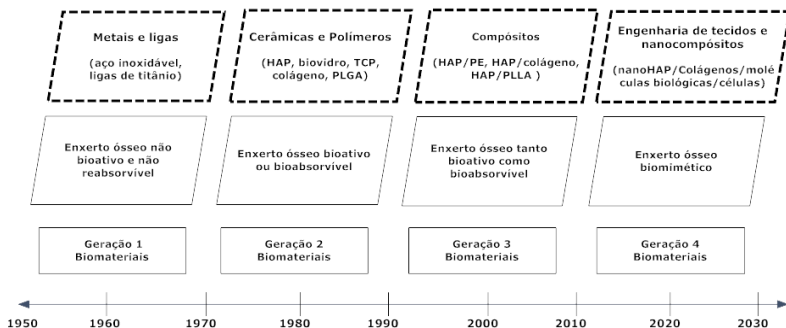 Metais e ligas
(aço inoxidável,
ligas de titânio)
Cerâmicas e Polímeros
(HAP, biovidro, TCP,
colágeno, PLGA)
Compósitos
(HAP/PE, HAP/colágeno,
HAP/PLLA )
Engenharia de tecidos e
nanocompósitos
(nanoHAP/Colágenos/molé
culas biológicas/células)
Enxerto ósseo não
bioativo e não
reabsorvível
Enxerto ósseo bioativo
ou bioabsorvível
Enxerto ósseo tanto
bioativo como
bioabsorvível
Enxerto ósseo
biomimético
Geração 1
Biomateriais
Geração 2
Biomateriais
Geração 3
Biomateriais
Geração 4
Biomateriais
1950 1960 1970 1980 1990 2000 2010 2020 2030